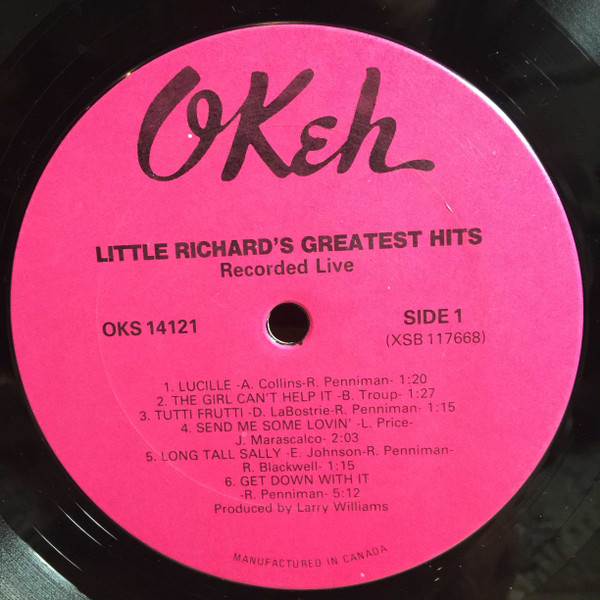 OKeh
LITTLE RICHARD'S GREATEST HITS
Recorded Live
OKS 14121
SIDE 1
(XSB 117668)
1. LUCILLE -A. Collins-R. Penniman- 1:20
2. THE GIRL CAN'T HELP IT -B. Troup- 1:27
3. TUTTI FRUTTI -D. LaBostrie-R. Penniman- 1:15
4. SEND ME SOME LOVIN' -L. Price-
J. Marascalco- 2:03
5. LONG TALL SALLY -E. Johnson-R. Penniman-
R. Blackwell- 1:15
6. GET DOWN WITH IT
-R. Penniman- 5:12
Produced by Larry Williams
MANUFACTURED IN CANADA